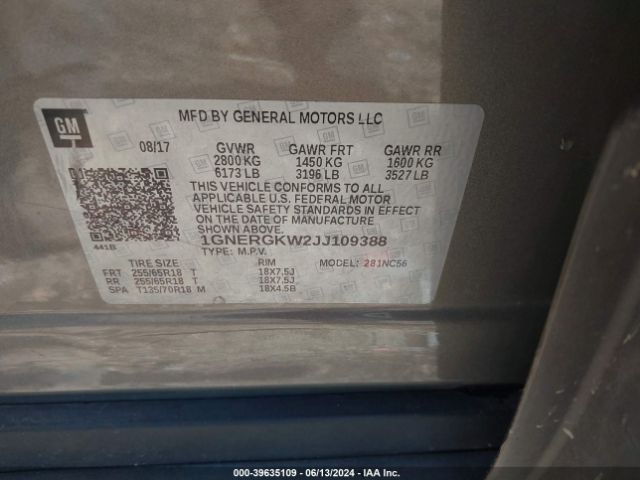 GM
MFD BY GENERAL MOTORS LLC
08/17 GVWR GAWR FRT GAWR RR
2800 KG 1450 KG 1600 KG
6173 LB 3196 LB 3527 LB
THIS VEHICLE CONFORMS TO ALL
APPLICABLE U.S. FEDERAL MOTOR
VEHICLE SAFETY STANDARDS IN EFFECT
ON THE DATE OF MANUFACTURE
SHOWN ABOVE.
1GNERGKW2JJ109388
441B TYPE: M.P.V.
TIRE SIZE RIM MODEL: 281NC56
FRT 255/65R18 T 18X7.5J
RR 255/65R18 T 18X7.5J
SPA T135/70R18 M 18X4.5B
000-39635109 - 06/13/2024 - IAA Inc.